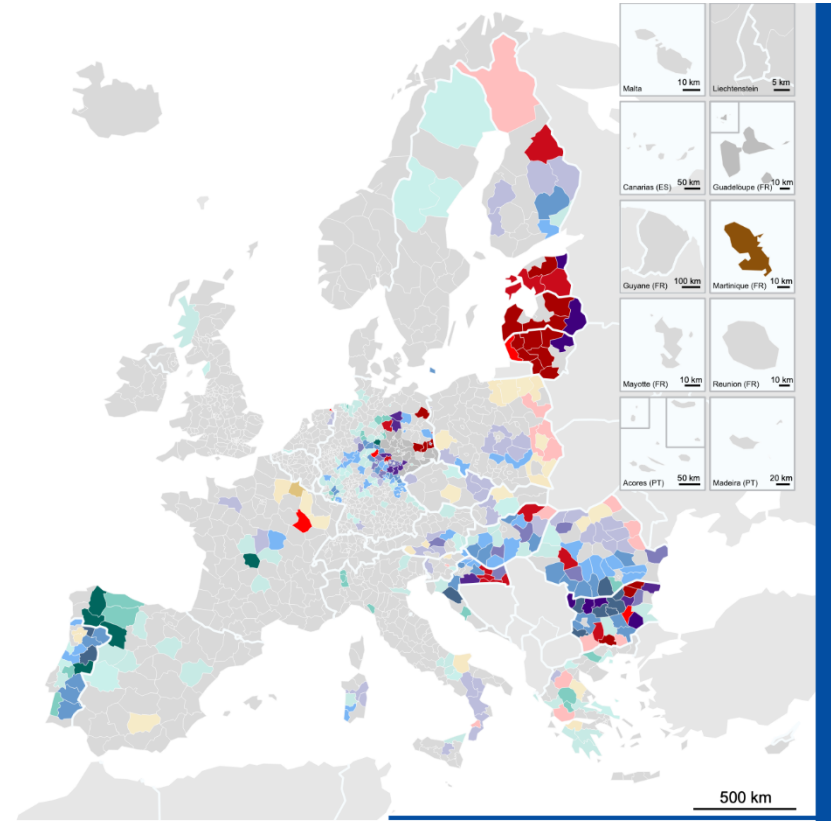 Malta
10 km
Liechtenstein
5 km
Canarias (ES)
50 km
Guadeloupe (FR)
10 km
Guyane (FR)
100 km
Martinique (FR)
10 km
Mayotte (FR)
10 km
Reunion (FR)
10 km
Acores (PT)
50 km
Madeira (PT)
20 km
500 km